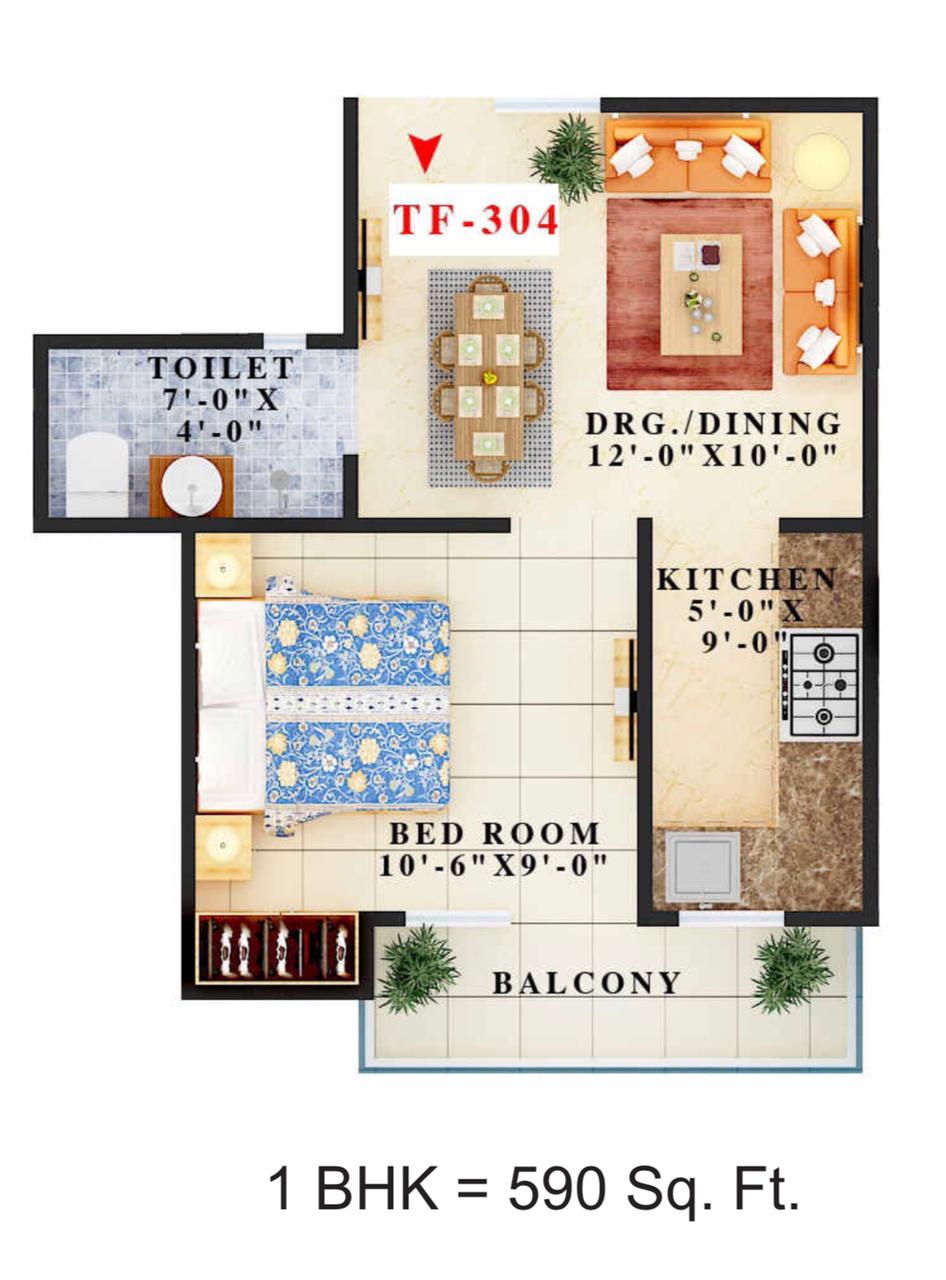 TF-304
TOILET
7'-0"X
4'-0"
DRG./DINING
12'-0"X10'-0"
KITCHEN
5'-0"X
9'-0"
BED ROOM
10'-6"X9'-0"
BALCONY
1 BHK = 590 Sq. Ft.